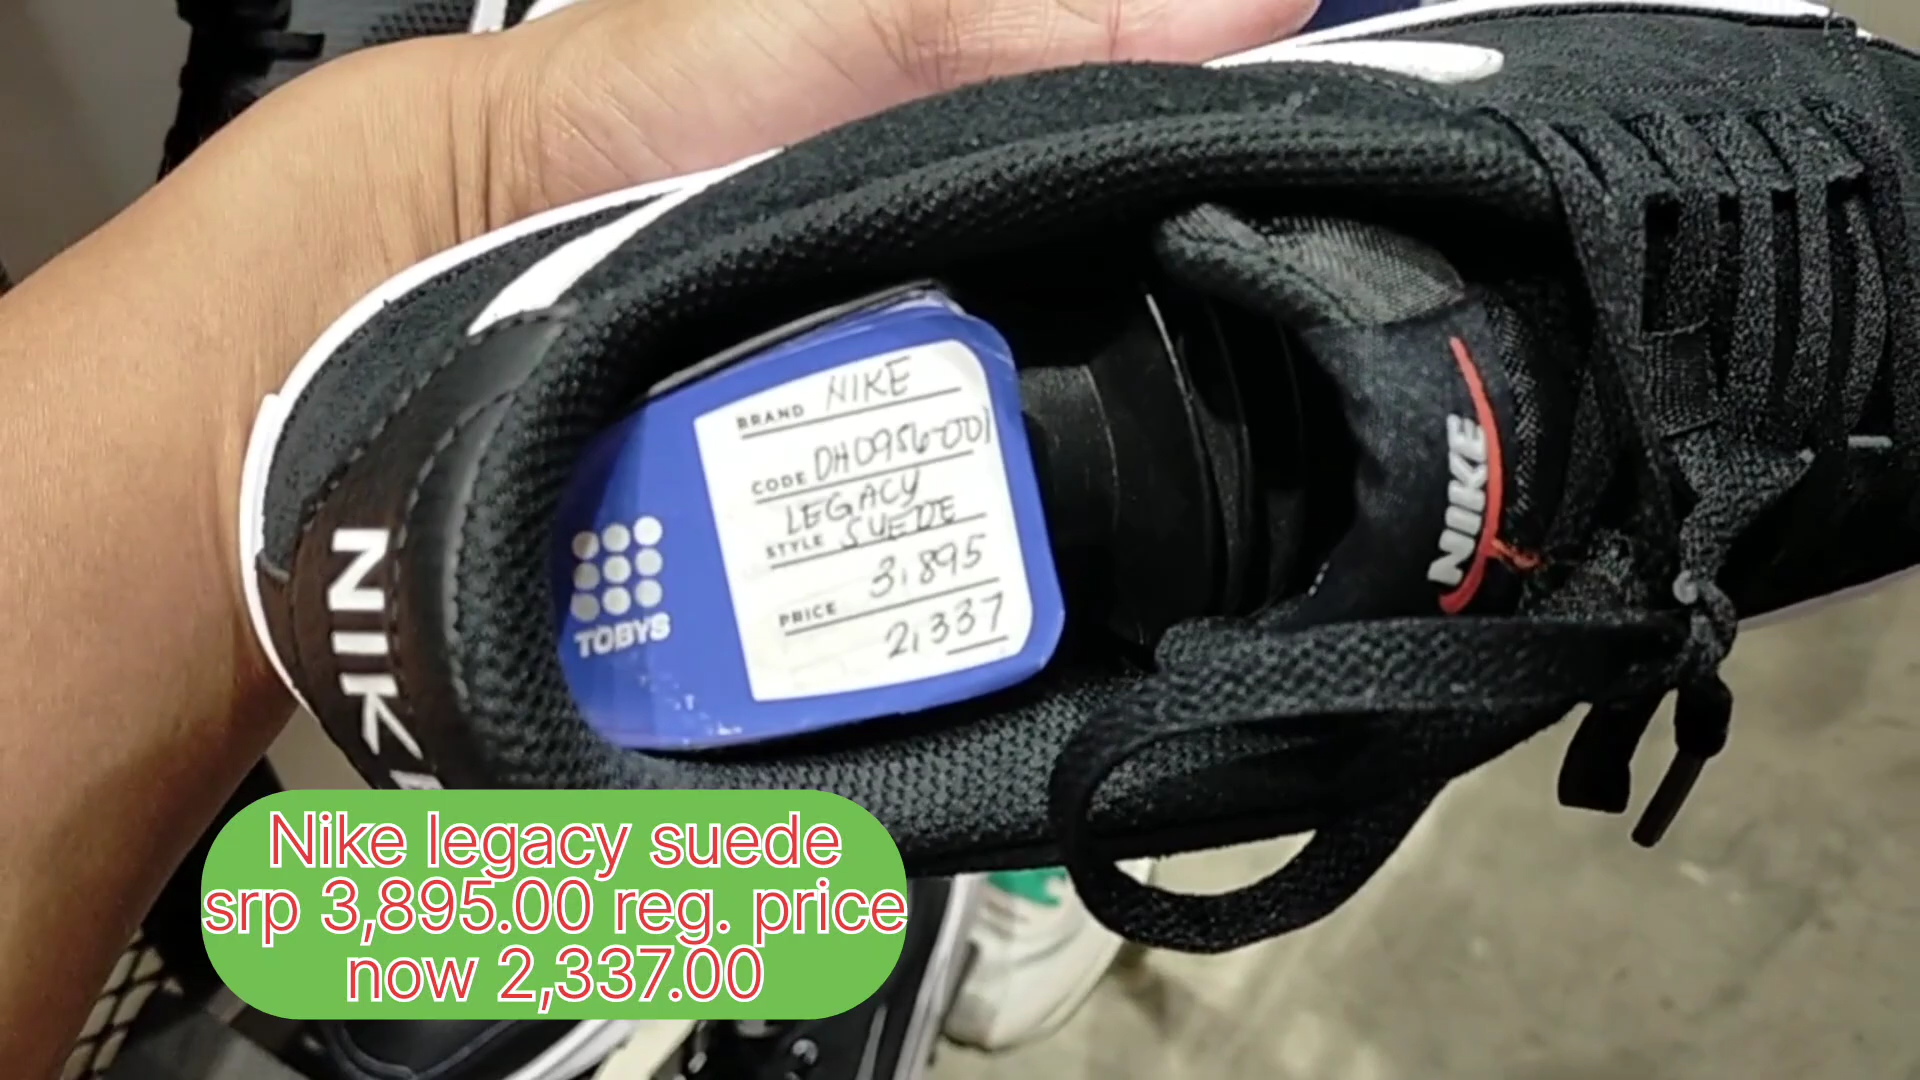 BRAND NIKE
CODE DH0956-001
LEGACY
STYLE SUEDE
3,895
PRICE
2,337
TOBYS
NIKE
NIKE
Nike legacy suede
srp 3,895.00 reg. price
now 2,337.00